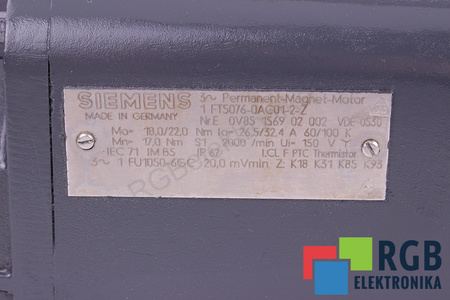 SIEMENS 3~ Permanent-Magnet-Motor
1 FT5076-0AG01-2-Z
MADE IN GERMANY Nr.E 0V85 1569 02 002 VDE 0530
Mo= 18,0/22,0 Nm Io= 26,5/32,4 A 60/100 K
Mn= 17,0 Nm S1 2000 /min Ui= 150 V Y
IEC 71 IM B5 IP 62 I.CL F PTC Thermistor
3~ 1 FU1050-6GC 20,0 mVmin Z: K18 K31 K85 K93
RGB
ELEKTRONIKA